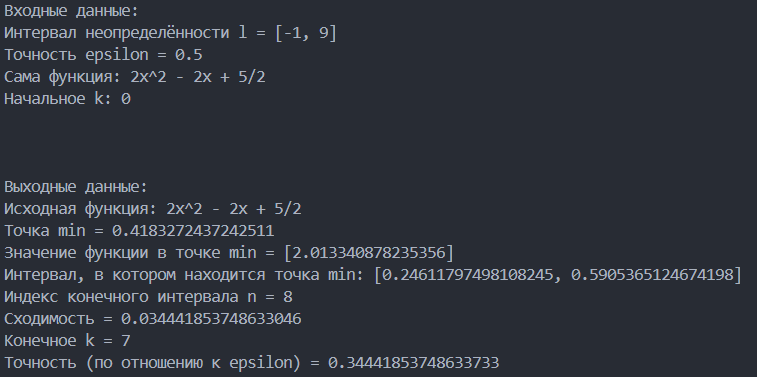 Входные данные:
Интервал неопределённости l = [-1, 9]
Точность epsilon = 0.5
Сама функция: 2x^2 - 2x + 5/2
Начальное k: 0
Выходные данные:
Исходная функция: 2x^2 - 2x + 5/2
Точка min = 0.4183272437242511
Значение функции в точке min = [2.013340878235356]
Интервал, в котором находится точка min: [0.24611797498108245, 0.5905365124674198]
Индекс конечного интервала n = 8
Сходимость = 0.034441853748633046
Конечное k = 7
Точность (по отношению к epsilon) = 0.34441853748633733